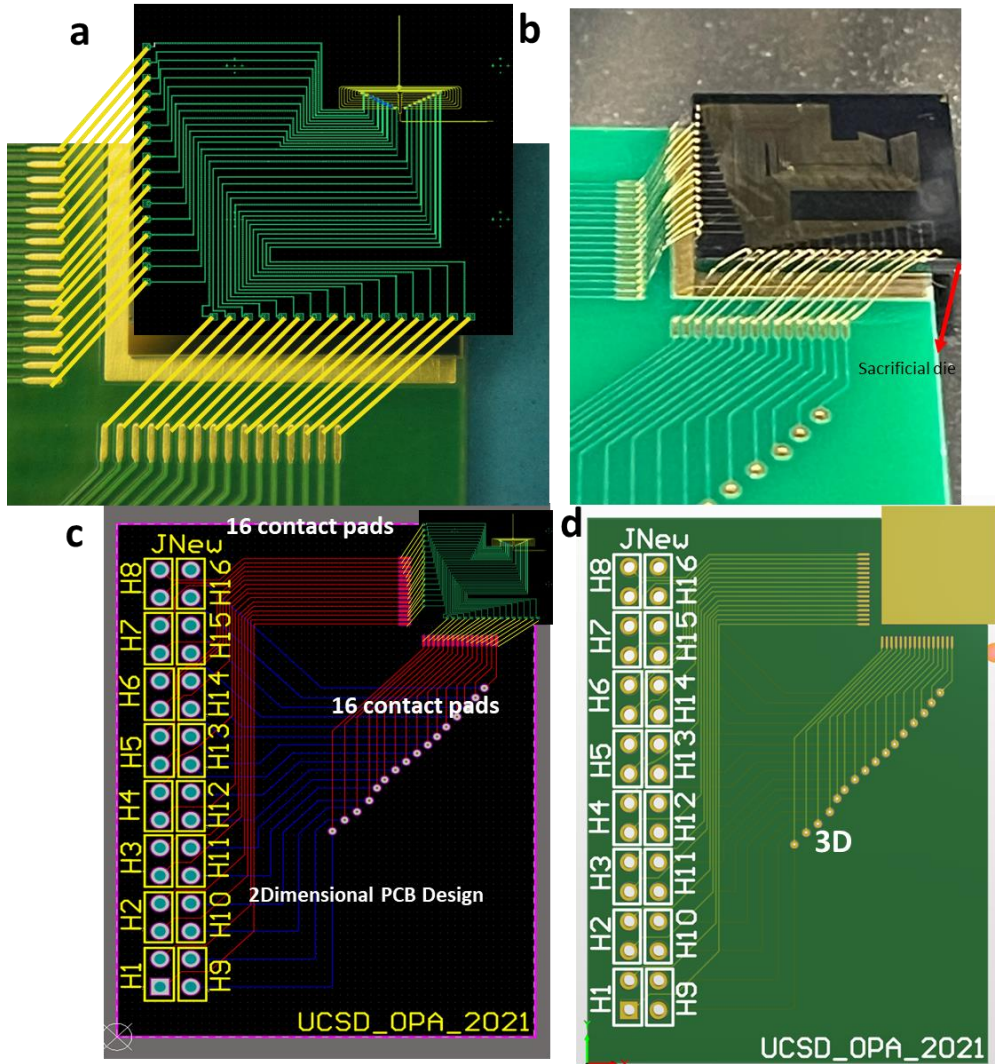 a
b
Sacrificial die
c
16 contact pads
JNew
H8
H16
H7
H15
H6
H14
16 contact pads
H5
H13
H4
H12
H3
H11
2Dimensional PCB Design
H2
H10
H1
H9
UCSD_OPA_2021
d
JNew
H8
H16
H7
H15
H6
H14
H5
H13
H4
H12
3D
H3
H11
H2
H10
H1
H9
UCSD_OPA_2021